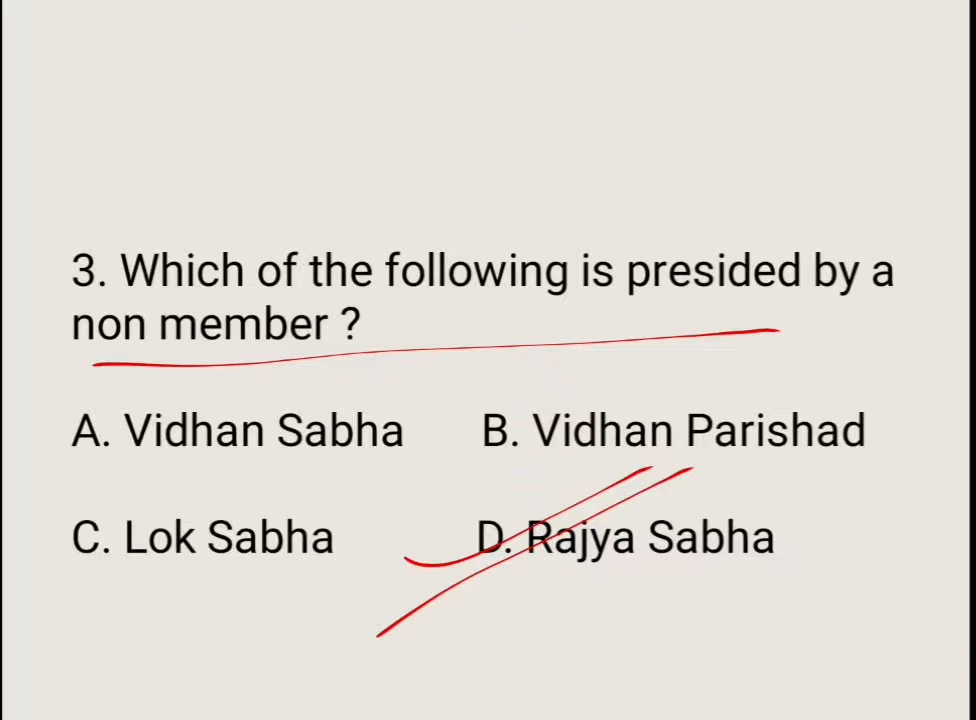 3. Which of the following is presided by a
non member ?
A. Vidhan Sabha B. Vidhan Parishad
C. Lok Sabha D. Rajya Sabha